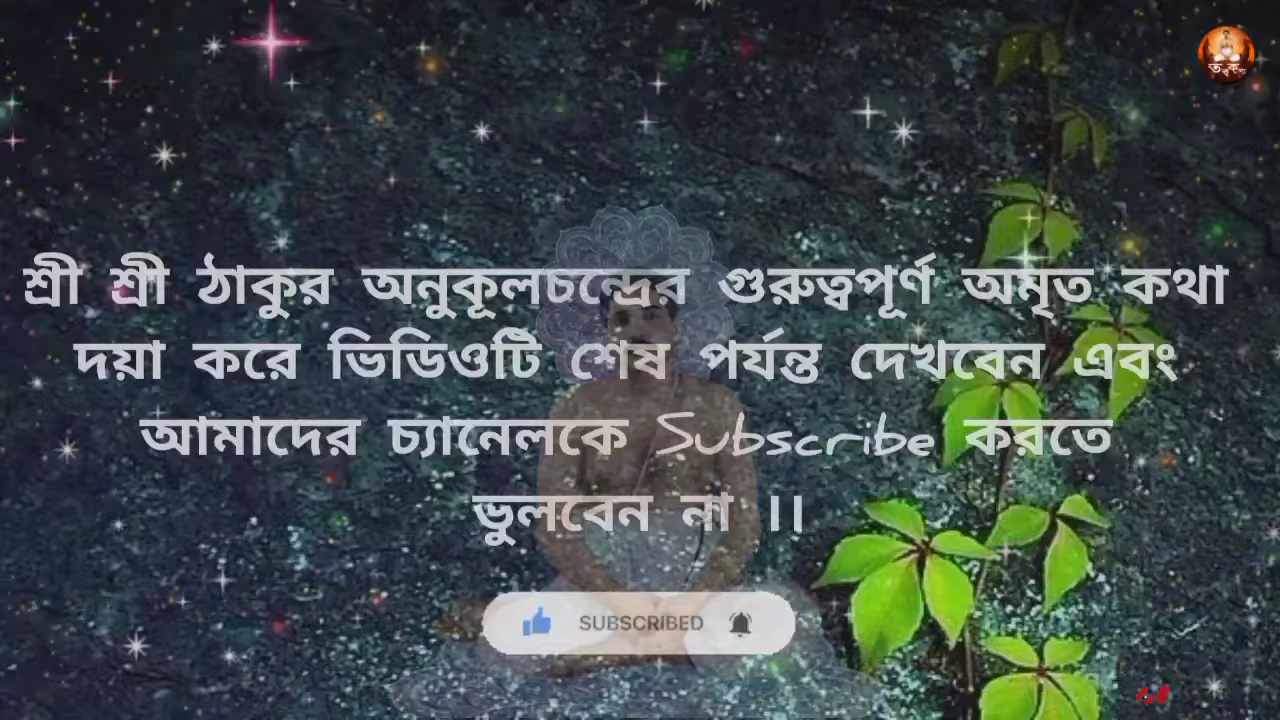 শ্রী শ্রী ঠাকুর অনুকূলচন্দ্রের গুরুত্বপূর্ণ অমৃত কথা
দয়া করে ভিডিওটি শেষ পর্যন্ত দেখবেন এবং
আমাদের চ্যানেলকে Subscribe করতে
ভুলবেন না ।।
SUBSCRIBED